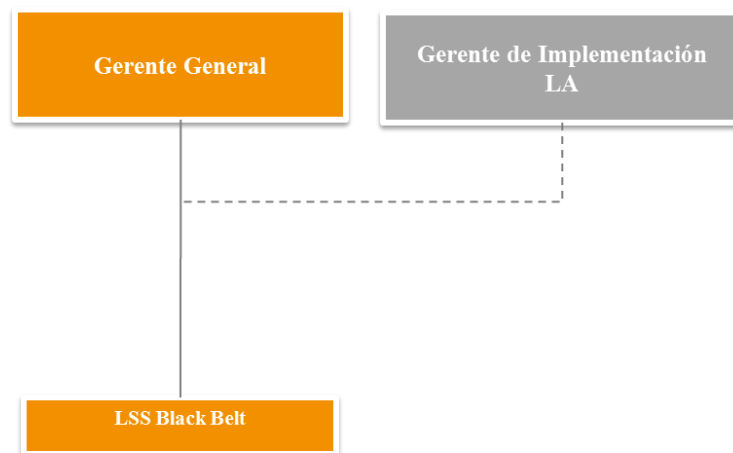 Gerente General
Gerente de Implementación
LA
LSS Black Belt